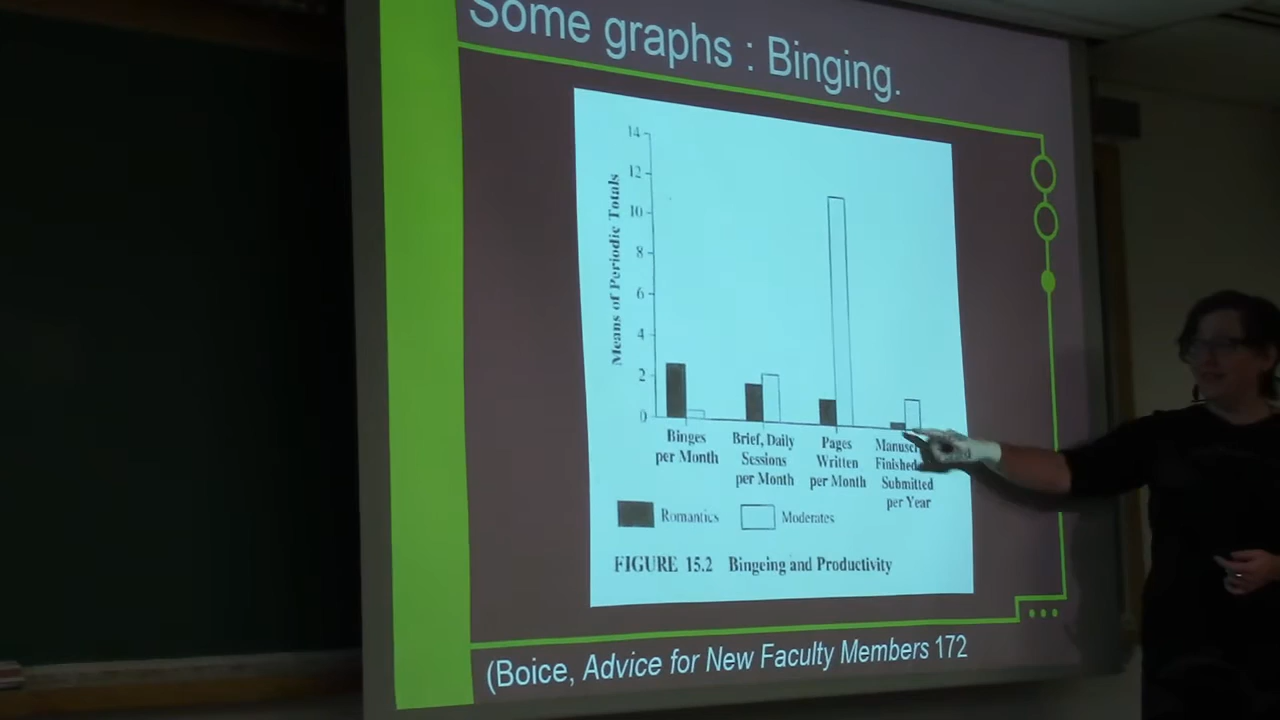 Some graphs : Binging.
Means of Periodic Totals
14
12
10
8
6
4
2
0
Binges
per Month
Brief, Daily
Sessions
per Month
Pages
Written
per Month
Finished
Submitted
per Year
Romantics
Moderates
FIGURE 15.2 Bingeing and Productivity
(Boice, Advice for New Faculty Members 172